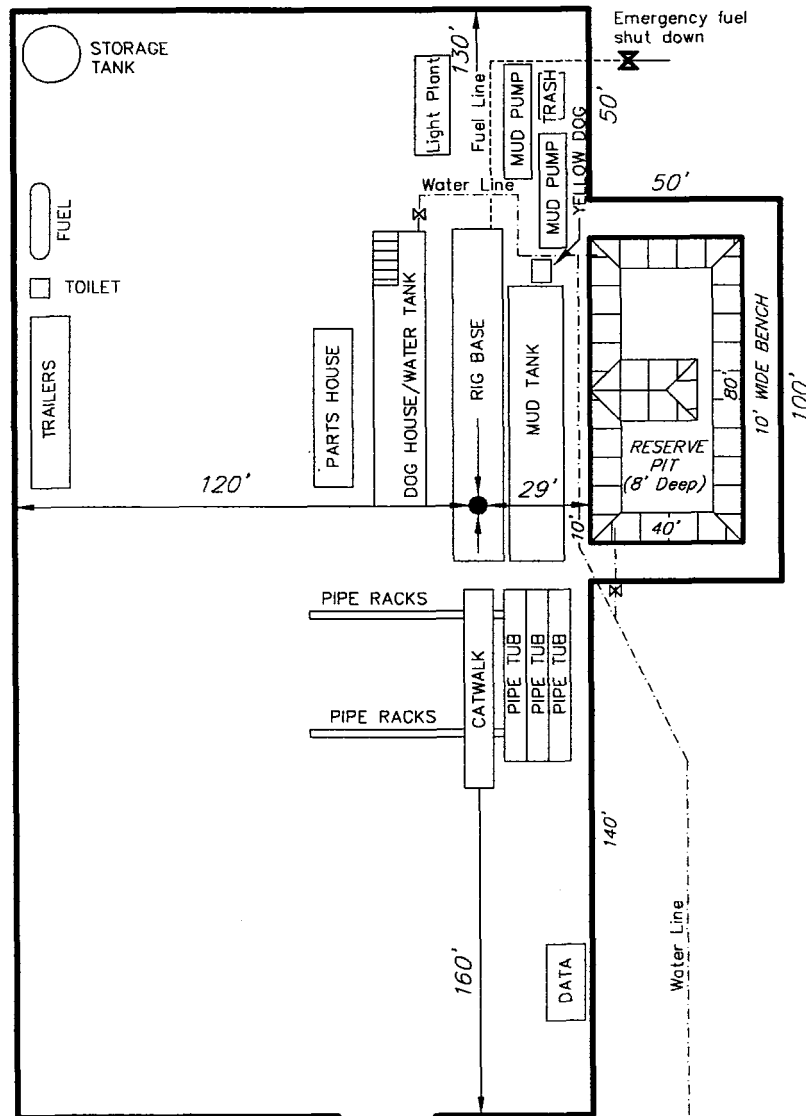 Emergency fuel
shut down
STORAGE
TANK
130'
Light Plant
Fuel Line
MUD PUMP
TRASH
50'
MUD PUMP
YELLOW DOG
Water Line
50'
FUEL
TOILET
TRAILERS
PARTS HOUSE
DOG HOUSE/WATER TANK
RIG BASE
MUD TANK
80'
10' WIDE BENCH
100'
RESERVE
PIT
(8' Deep)
120'
29'
10'
40'
PIPE RACKS
CATWALK
PIPE TUB
PIPE TUB
PIPE TUB
PIPE RACKS
140'
160'
DATA
Water Line